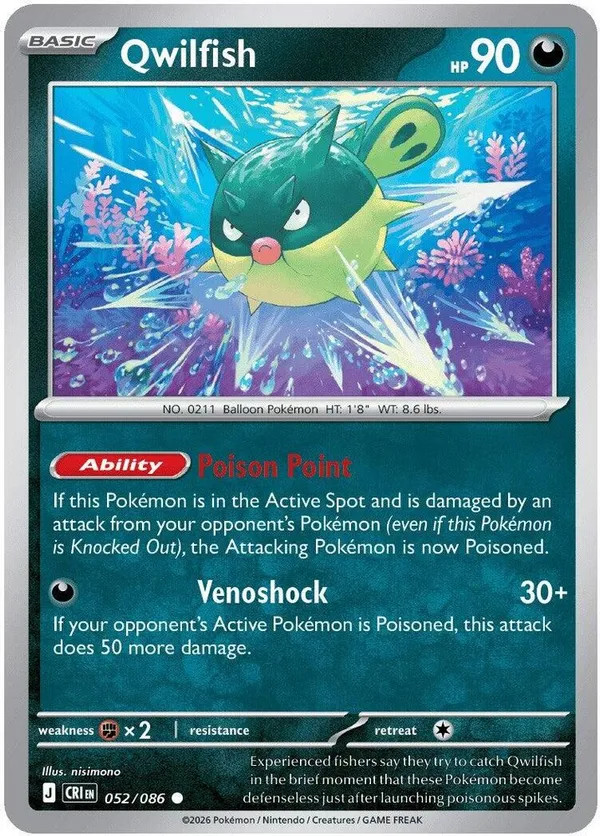 BASIC
Qwilfish
HP 90
NO. 0211 Balloon Pokémon HT: 1'8" WT: 8.6 lbs.
Ability Poison Point
If this Pokémon is in the Active Spot and is damaged by an
attack from your opponent's Pokémon (even if this Pokémon
is Knocked Out), the Attacking Pokémon is now Poisoned.
Venoshock 30+
If your opponent's Active Pokémon is Poisoned, this attack
does 50 more damage.
weakness ×2 resistance retreat
Illus. nisimono
J CRI EN 052/086
Experienced fishers say they try to catch Qwilfish
in the brief moment that these Pokémon become
defenseless just after launching poisonous spikes.
©2026 Pokémon / Nintendo / Creatures / GAME FREAK